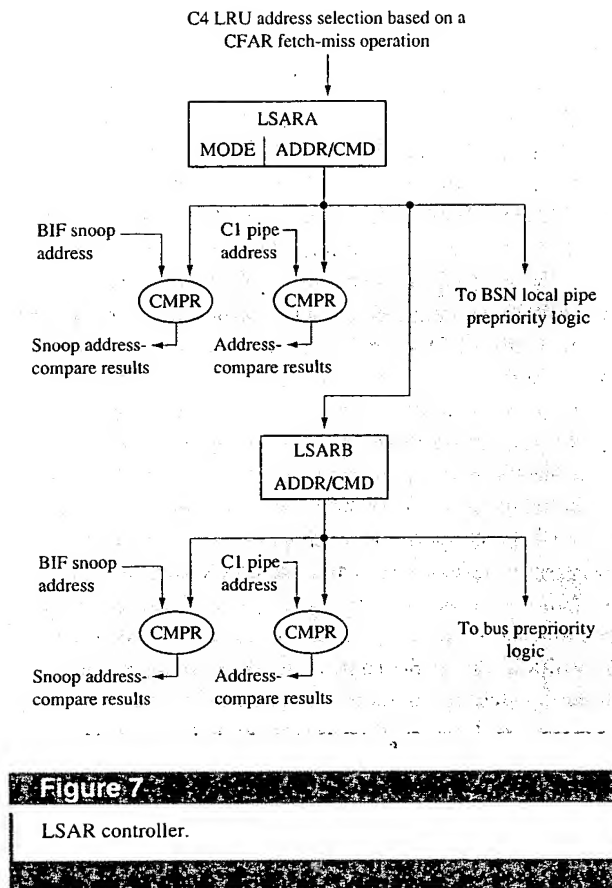 C4 LRU address selection based on a
CFAR fetch-miss operation
LSARA
MODE ADDR/CMD
BIF snoop
address
C1 pipe
address
CMPR
CMPR
To BSN local pipe
prepriority logic
Snoop address-
compare results
Address-
compare results
LSARB
ADDR/CMD
BIF snoop
address
C1 pipe
address
CMPR
CMPR
To bus prepriority
logic
Snoop address-
compare results
Address-
compare results
Figure 7
LSAR controller.